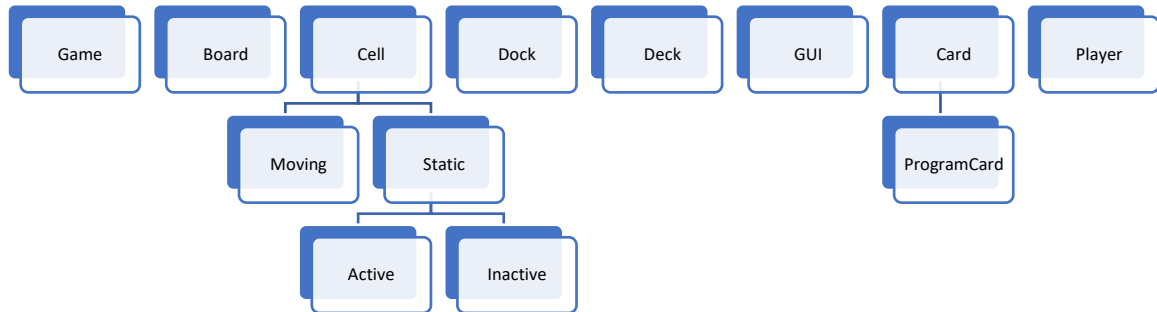 Game
Board
Cell
Dock
Deck
GUI
Card
Player
Moving
Static
ProgramCard
Active
Inactive